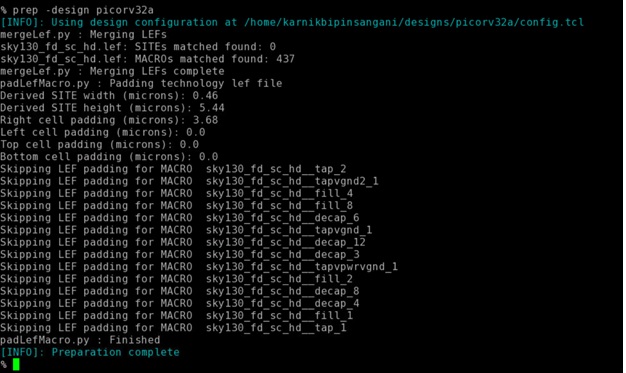 % prep -design picorv32a
[INFO]: Using design configuration at /home/karnikbipinsangani/designs/picorv32a/config.tcl
mergeLef.py : Merging LEFs
sky130_fd_sc_hd.lef: SITEs matched found: 0
sky130_fd_sc_hd.lef: MACROs matched found: 437
mergeLef.py : Merging LEFs complete
padLefMacro.py : Padding technology lef file
Derived SITE width (microns): 0.46
Derived SITE height (microns): 5.44
Right cell padding (microns): 3.68
Left cell padding (microns): 0.0
Top cell padding (microns): 0.0
Bottom cell padding (microns): 0.0
Skipping LEF padding for MACRO  sky130_fd_sc_hd__tap_2
Skipping LEF padding for MACRO  sky130_fd_sc_hd__tapvgnd2_1
Skipping LEF padding for MACRO  sky130_fd_sc_hd__fill_4
Skipping LEF padding for MACRO  sky130_fd_sc_hd__fill_8
Skipping LEF padding for MACRO  sky130_fd_sc_hd__decap_6
Skipping LEF padding for MACRO  sky130_fd_sc_hd__tapvgnd_1
Skipping LEF padding for MACRO  sky130_fd_sc_hd__decap_12
Skipping LEF padding for MACRO  sky130_fd_sc_hd__decap_3
Skipping LEF padding for MACRO  sky130_fd_sc_hd__tapvpwrvgnd_1
Skipping LEF padding for MACRO  sky130_fd_sc_hd__fill_2
Skipping LEF padding for MACRO  sky130_fd_sc_hd__decap_8
Skipping LEF padding for MACRO  sky130_fd_sc_hd__decap_4
Skipping LEF padding for MACRO  sky130_fd_sc_hd__fill_1
Skipping LEF padding for MACRO  sky130_fd_sc_hd__tap_1
padLefMacro.py : Finished
[INFO]: Preparation complete
%